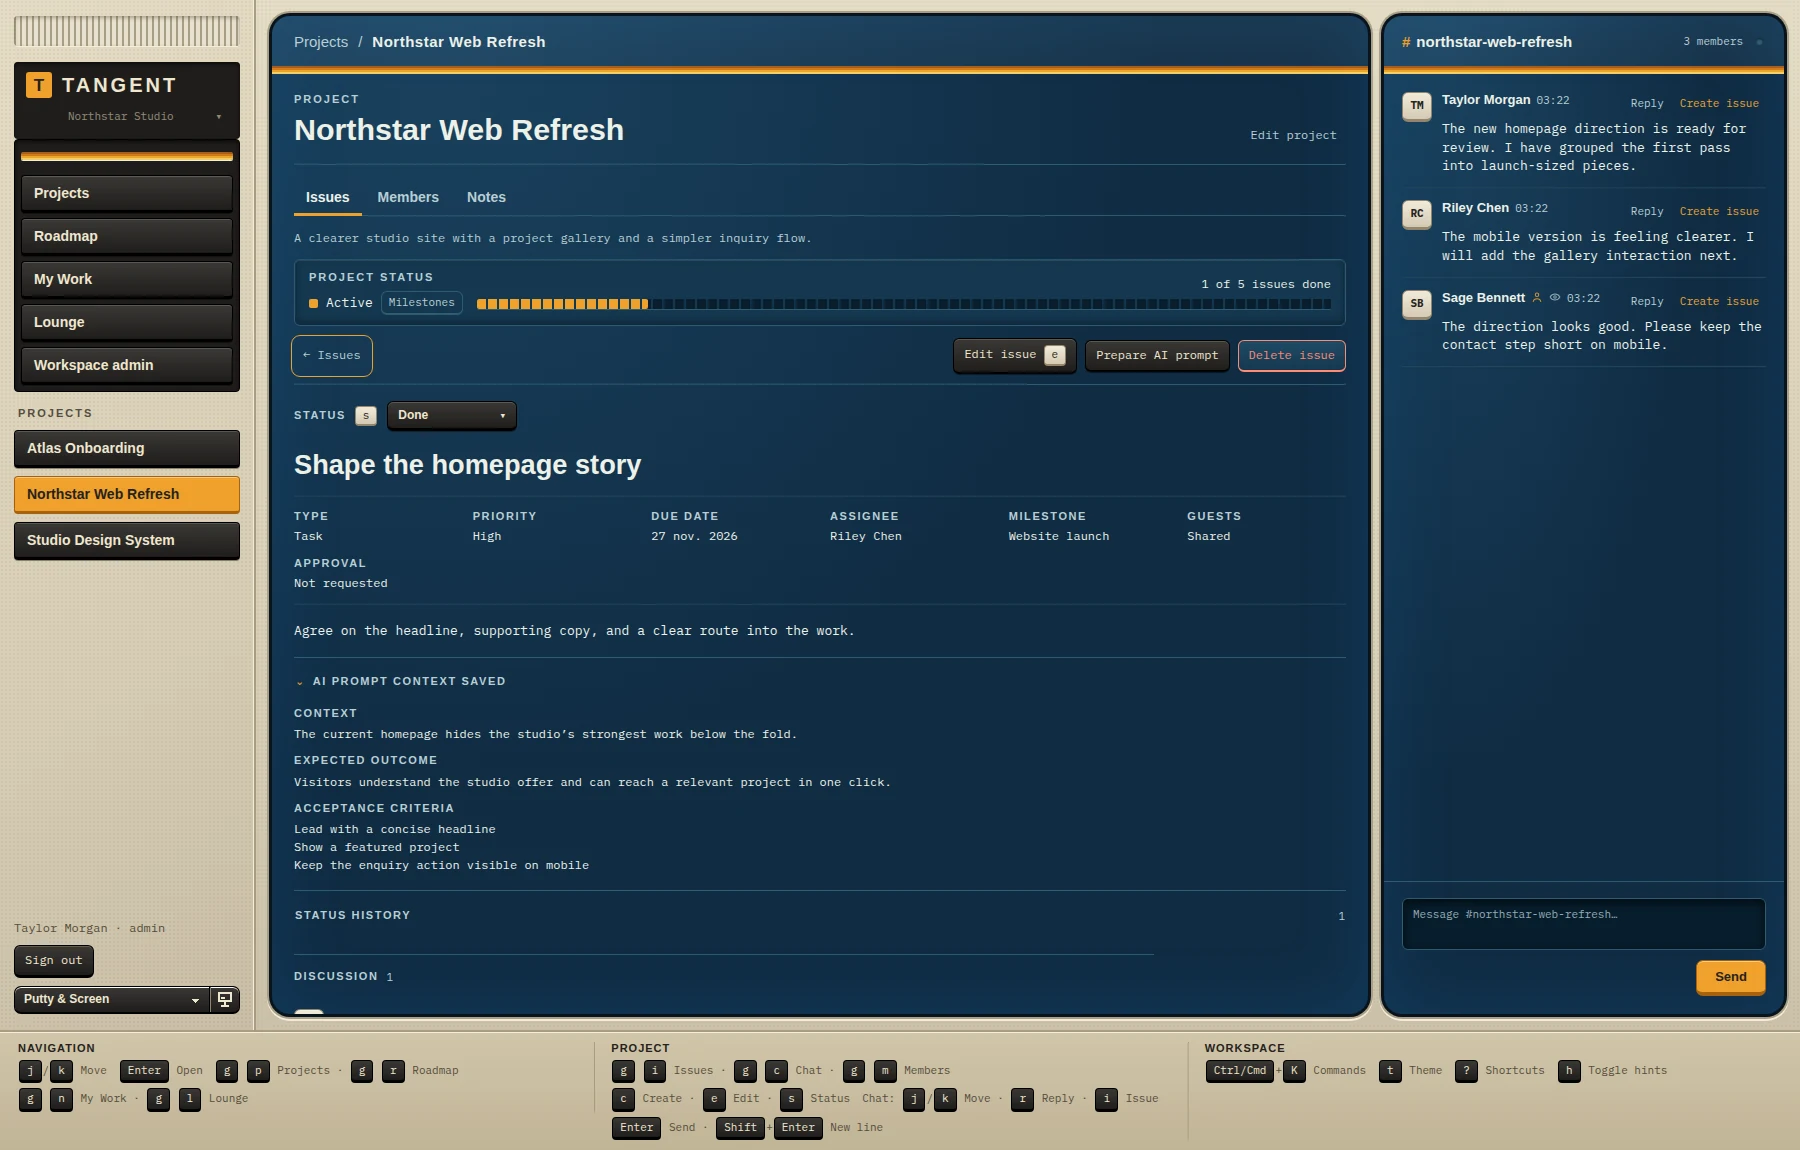 T TANGENT
Northstar Studio ▾
Projects
Roadmap
My Work
Lounge
Workspace admin
PROJECTS
Atlas Onboarding
Northstar Web Refresh
Studio Design System
Taylor Morgan · admin
Sign out
Putty & Screen
Projects / Northstar Web Refresh
PROJECT
Northstar Web Refresh
Edit project
Issues Members Notes
A clearer studio site with a project gallery and a simpler inquiry flow.
PROJECT STATUS
1 of 5 issues done
Active Milestones
← Issues
Edit issue e Prepare AI prompt Delete issue
STATUS s Done ▾
Shape the homepage story
TYPE PRIORITY DUE DATE ASSIGNEE MILESTONE GUESTS
Task High 27 nov. 2026 Riley Chen Website launch Shared
APPROVAL
Not requested
Agree on the headline, supporting copy, and a clear route into the work.
⌄ AI PROMPT CONTEXT SAVED
CONTEXT
The current homepage hides the studio’s strongest work below the fold.
EXPECTED OUTCOME
Visitors understand the studio offer and can reach a relevant project in one click.
ACCEPTANCE CRITERIA
Lead with a concise headline
Show a featured project
Keep the enquiry action visible on mobile
STATUS HISTORY 1
DISCUSSION 1
# northstar-web-refresh 3 members
TM Taylor Morgan 03:22 Reply Create issue
The new homepage direction is ready for
review. I have grouped the first pass
into launch-sized pieces.
RC Riley Chen 03:22 Reply Create issue
The mobile version is feeling clearer. I
will add the gallery interaction next.
SB Sage Bennett 03:22 Reply Create issue
The direction looks good. Please keep the
contact step short on mobile.
Message #northstar-web-refresh…
Send
NAVIGATION
j/k Move Enter Open g p Projects · g r Roadmap
g n My Work · g l Lounge
PROJECT
g i Issues · g c Chat · g m Members
c Create · e Edit · s Status Chat: j/k Move · r Reply · i Issue
Enter Send · Shift+Enter New line
WORKSPACE
Ctrl/Cmd+K Commands t Theme ? Shortcuts h Toggle hints